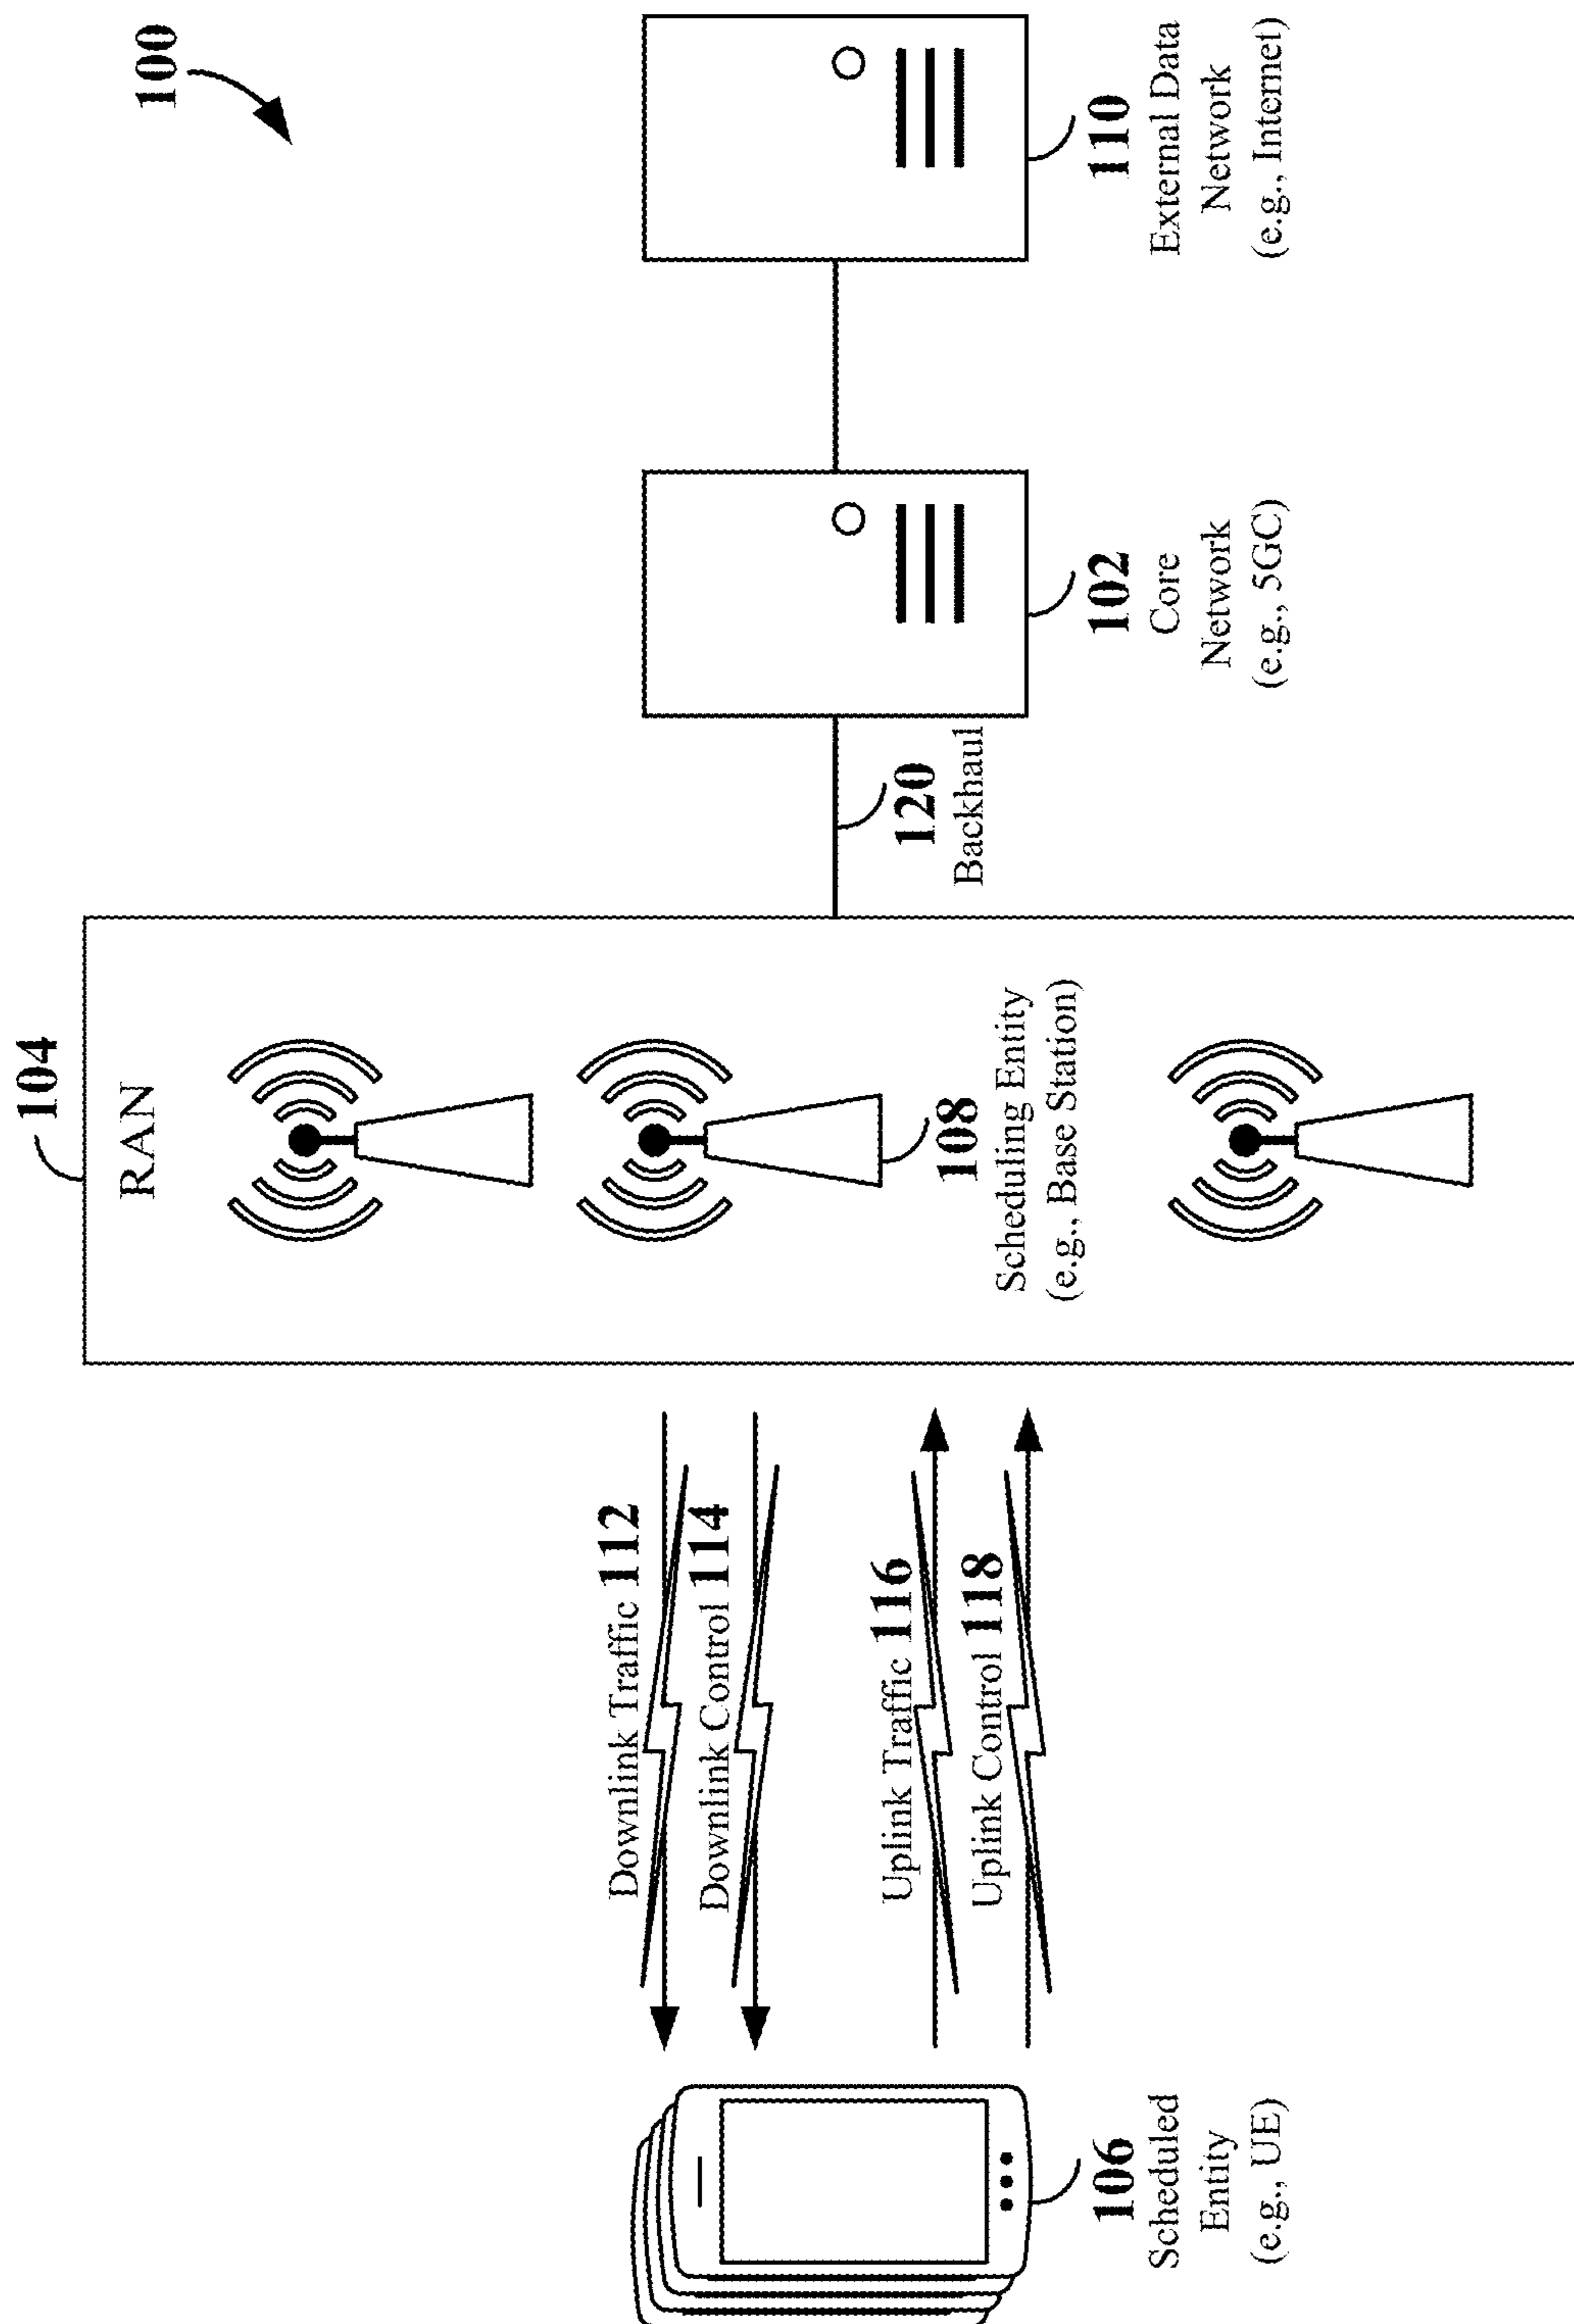 100
104
RAN
108
Scheduling Entity
(e.g., Base Station)
Downlink Traffic 112
Downlink Control 114
Uplink Traffic 116
Uplink Control 118
106
Scheduled
Entity
(e.g., UE)
120
Backhaul
102
Core
Network
(e.g., 5GC)
110
External Data
Network
(e.g., Internet)